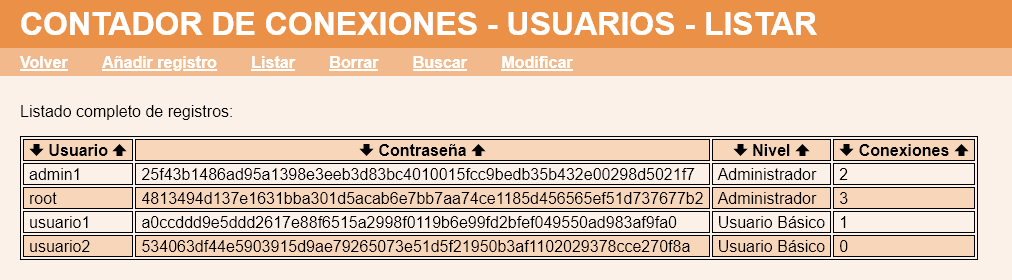 CONTADOR DE CONEXIONES - USUARIOS - LISTAR
Volver Añadir registro Listar Borrar Buscar Modificar
Listado completo de registros:
Usuario Contraseña Nivel Conexiones
admin1 25f43b1486ad95a1398e3eeb3d83bc4010015fcc9bedb35b432e00298d5021f7 Administrador 2
root 4813494d137e1631bba301d5acab6e7bb7aa74ce1185d456565ef51d737677b2 Administrador 3
usuario1 a0ccddd9e5ddd2617e88f6515a2998f0119b6e99fd2bfef049550ad983af9fa0 Usuario Básico 1
usuario2 534063df44e5903915d9ae79265073e51d5f21950b3af1102029378cce270f8a Usuario Básico 0